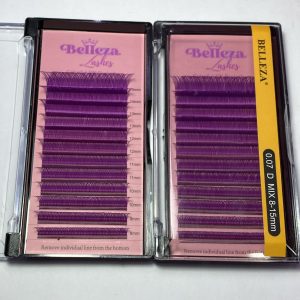 Belleza
Lashes
Remove individual line from the bottom
Belleza
Lashes
Remove individual line from the bottom
BELLEZA®
0.07 D MIX 8-15mm